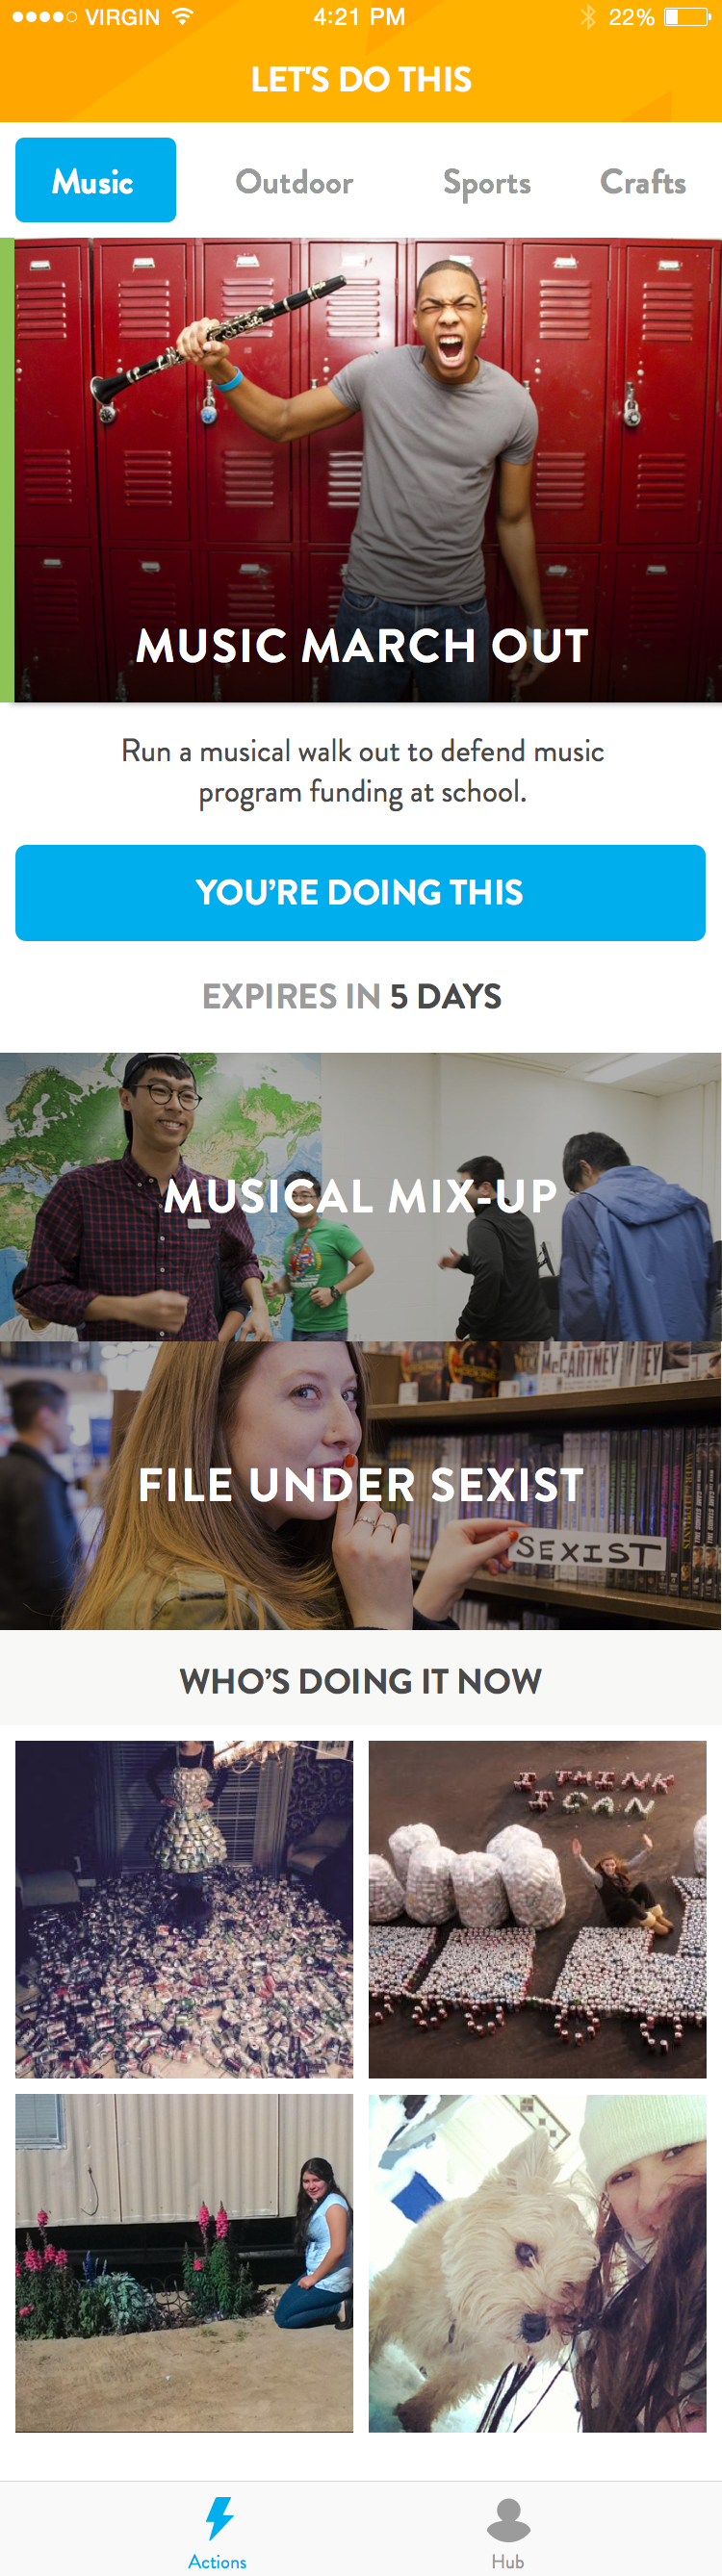 VIRGIN
4:21 PM
22%
LET'S DO THIS
Music
Outdoor
Sports
Crafts
MUSIC MARCH OUT
Run a musical walk out to defend music
program funding at school.
YOU'RE DOING THIS
EXPIRES IN 5 DAYS
MUSICAL MIX-UP
McCARTNEY
FILE UNDER SEXIST
SEXIST
WHO'S DOING IT NOW
I THINK
I CAN
Actions
Hub